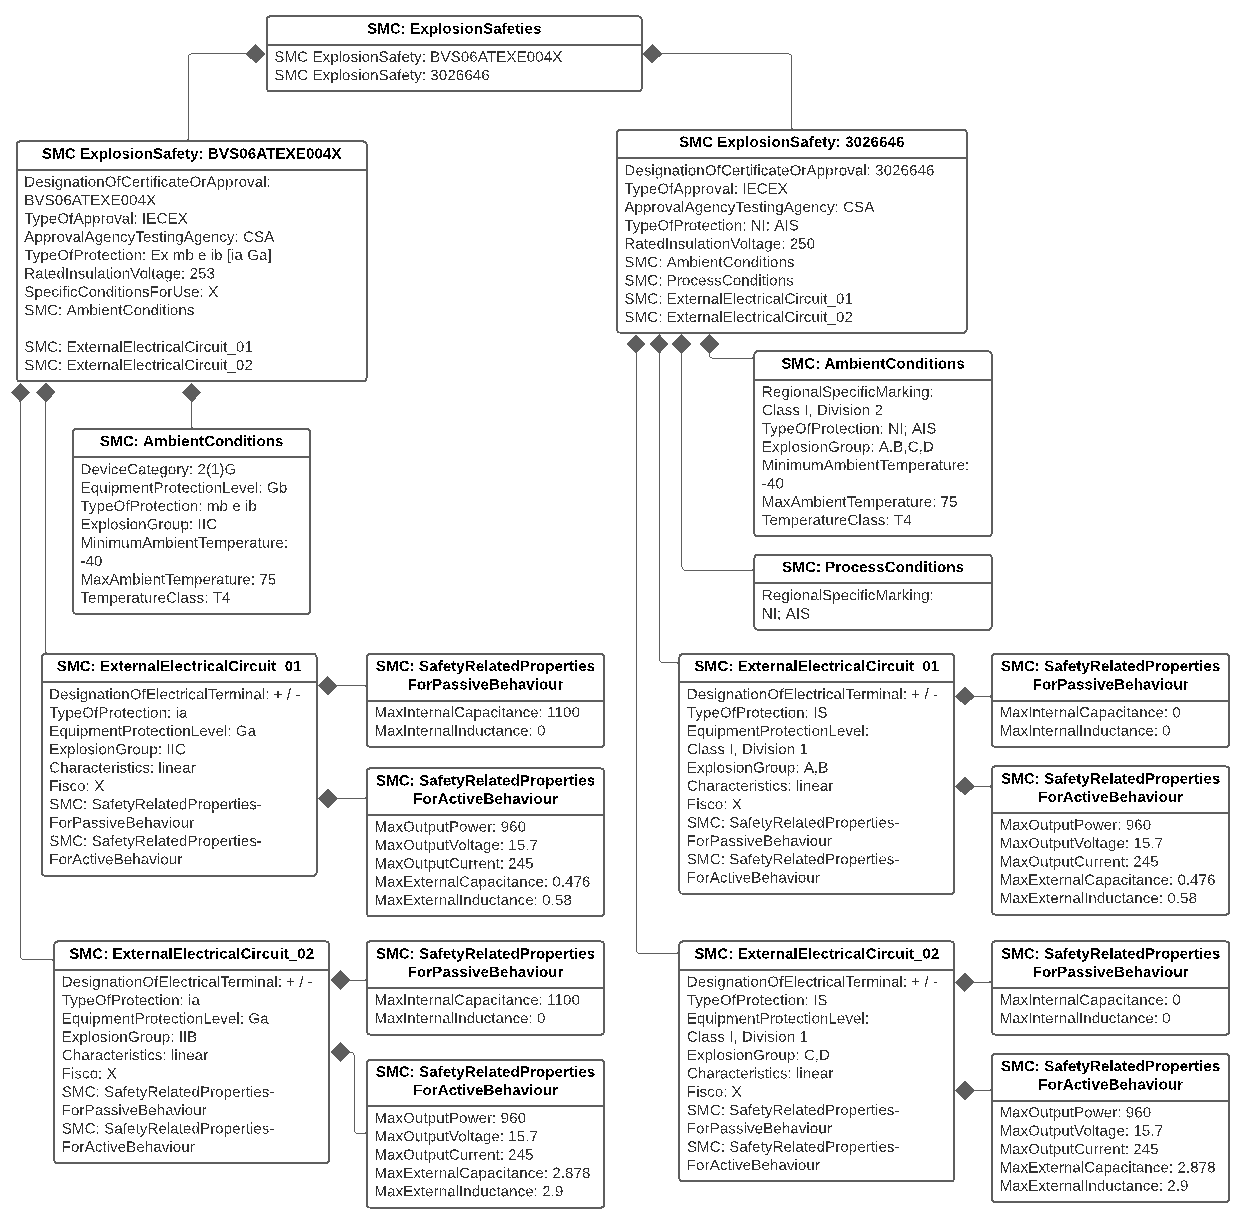 SMC: ExplosionSafeties
SMC ExplosionSafety: BVS06ATEXE004X
SMC ExplosionSafety: 3026646
SMC ExplosionSafety: BVS06ATEXE004X
DesignationOfCertificateOrApproval:
BVS06ATEXE004X
TypeOfApproval: IECEX
ApprovalAgencyTestingAgency: CSA
TypeOfProtection: Ex mb e ib [ia Ga]
RatedInsulationVoltage: 253
SpecificConditionsForUse: X
SMC: AmbientConditions
SMC: ExternalElectricalCircuit_01
SMC: ExternalElectricalCircuit_02
SMC ExplosionSafety: 3026646
DesignationOfCertificateOrApproval: 3026646
TypeOfApproval: IECEX
ApprovalAgencyTestingAgency: CSA
TypeOfProtection: NI: AIS
RatedInsulationVoltage: 250
SMC: AmbientConditions
SMC: ProcessConditions
SMC: ExternalElectricalCircuit_01
SMC: ExternalElectricalCircuit_02
SMC: AmbientConditions
DeviceCategory: 2(1)G
EquipmentProtectionLevel: Gb
TypeOfProtection: mb e ib
ExplosionGroup: IIC
MinimumAmbientTemperature:
-40
MaxAmbientTemperature: 75
TemperatureClass: T4
SMC: AmbientConditions
RegionalSpecificMarking:
Class I, Division 2
TypeOfProtection: NI; AIS
ExplosionGroup: A.B,C,D
MinimumAmbientTemperature:
-40
MaxAmbientTemperature: 75
TemperatureClass: T4
SMC: ProcessConditions
RegionalSpecificMarking:
NI; AIS
SMC: ExternalElectricalCircuit_01
DesignationOfElectricalTerminal: + / -
TypeOfProtection: ia
EquipmentProtectionLevel: Ga
ExplosionGroup: IIC
Characteristics: linear
Fisco: X
SMC: SafetyRelatedProperties-
ForPassiveBehaviour
SMC: SafetyRelatedProperties-
ForActiveBehaviour
SMC: SafetyRelatedProperties
ForPassiveBehaviour
MaxInternalCapacitance: 1100
MaxInternalInductance: 0
SMC: SafetyRelatedProperties
ForActiveBehaviour
MaxOutputPower: 960
MaxOutputVoltage: 15.7
MaxOutputCurrent: 245
MaxExternalCapacitance: 0.476
MaxExternalInductance: 0.58
SMC: ExternalElectricalCircuit_01
DesignationOfElectricalTerminal: + / -
TypeOfProtection: IS
EquipmentProtectionLevel:
Class I, Division 1
ExplosionGroup: A,B
Characteristics: linear
Fisco: X
SMC: SafetyRelatedProperties-
ForPassiveBehaviour
SMC: SafetyRelatedProperties-
ForActiveBehaviour
SMC: SafetyRelatedProperties
ForPassiveBehaviour
MaxInternalCapacitance: 0
MaxInternalInductance: 0
SMC: SafetyRelatedProperties
ForActiveBehaviour
MaxOutputPower: 960
MaxOutputVoltage: 15.7
MaxOutputCurrent: 245
MaxExternalCapacitance: 0.476
MaxExternalInductance: 0.58
SMC: ExternalElectricalCircuit_02
DesignationOfElectricalTerminal: + / -
TypeOfProtection: ia
EquipmentProtectionLevel: Ga
ExplosionGroup: IIB
Characteristics: linear
Fisco: X
SMC: SafetyRelatedProperties-
ForPassiveBehaviour
SMC: SafetyRelatedProperties-
ForActiveBehaviour
SMC: SafetyRelatedProperties
ForPassiveBehaviour
MaxInternalCapacitance: 1100
MaxInternalInductance: 0
SMC: SafetyRelatedProperties
ForActiveBehaviour
MaxOutputPower: 960
MaxOutputVoltage: 15.7
MaxOutputCurrent: 245
MaxExternalCapacitance: 2.878
MaxExternalInductance: 2.9
SMC: ExternalElectricalCircuit_02
DesignationOfElectricalTerminal: + / -
TypeOfProtection: IS
EquipmentProtectionLevel:
Class I, Division 1
ExplosionGroup: C,D
Characteristics: linear
Fisco: X
SMC: SafetyRelatedProperties-
ForPassiveBehaviour
SMC: SafetyRelatedProperties-
ForActiveBehaviour
SMC: SafetyRelatedProperties
ForPassiveBehaviour
MaxInternalCapacitance: 0
MaxInternalInductance: 0
SMC: SafetyRelatedProperties
ForActiveBehaviour
MaxOutputPower: 960
MaxOutputVoltage: 15.7
MaxOutputCurrent: 245
MaxExternalCapacitance: 2.878
MaxExternalInductance: 2.9